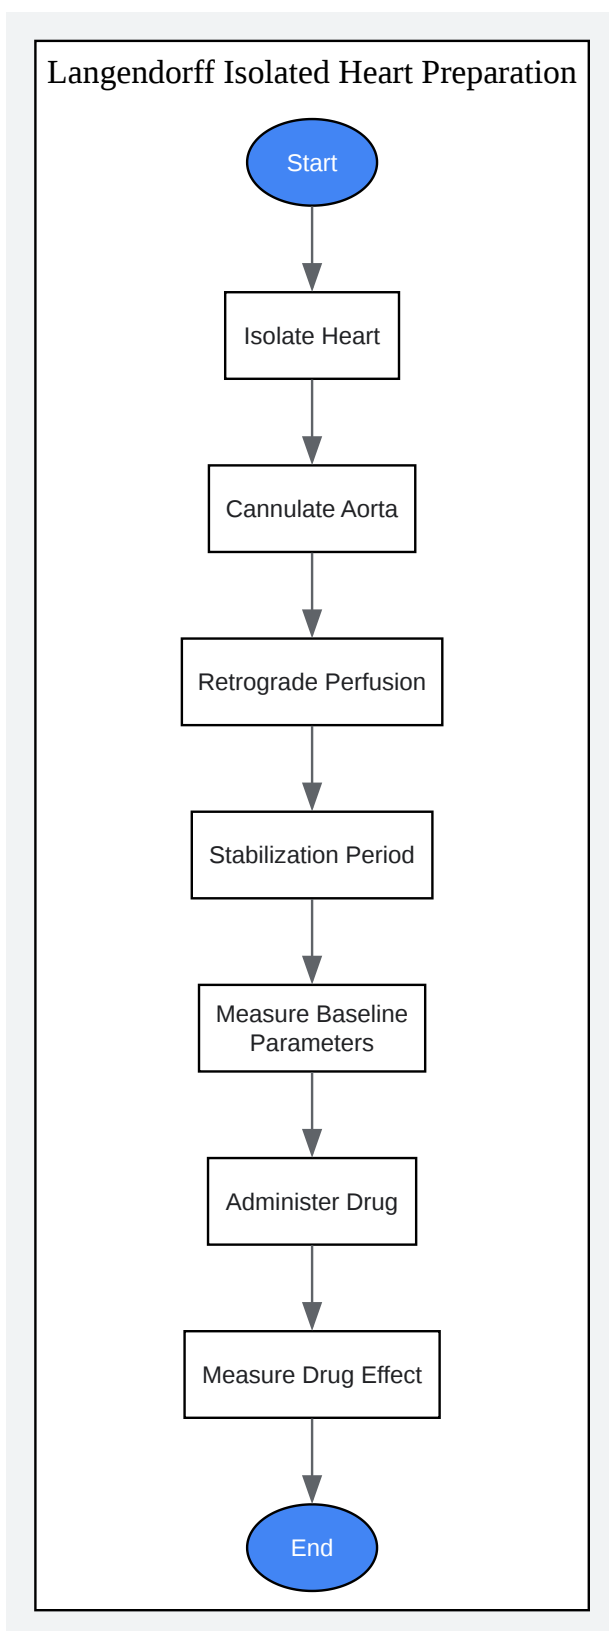 Langendorff Isolated Heart Preparation
Start
Isolate Heart
Cannulate Aorta
Retrograde Perfusion
Stabilization Period
Measure Baseline
Parameters
Administer Drug
Measure Drug Effect
End